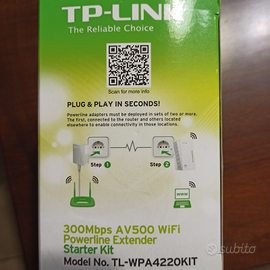 TP-LINK
The Reliable Choice
Scan for more info
PLUG & PLAY IN SECONDS!
Powerline adapters must be deployed in sets of two or more.
The first, connected to the router and others located
elsewhere to enable connectivity in those locations.
Step 1
Step 2
300Mbps AV500 WiFi
Powerline Extender
Starter Kit
Model No. TL-WPA4220KIT
subito